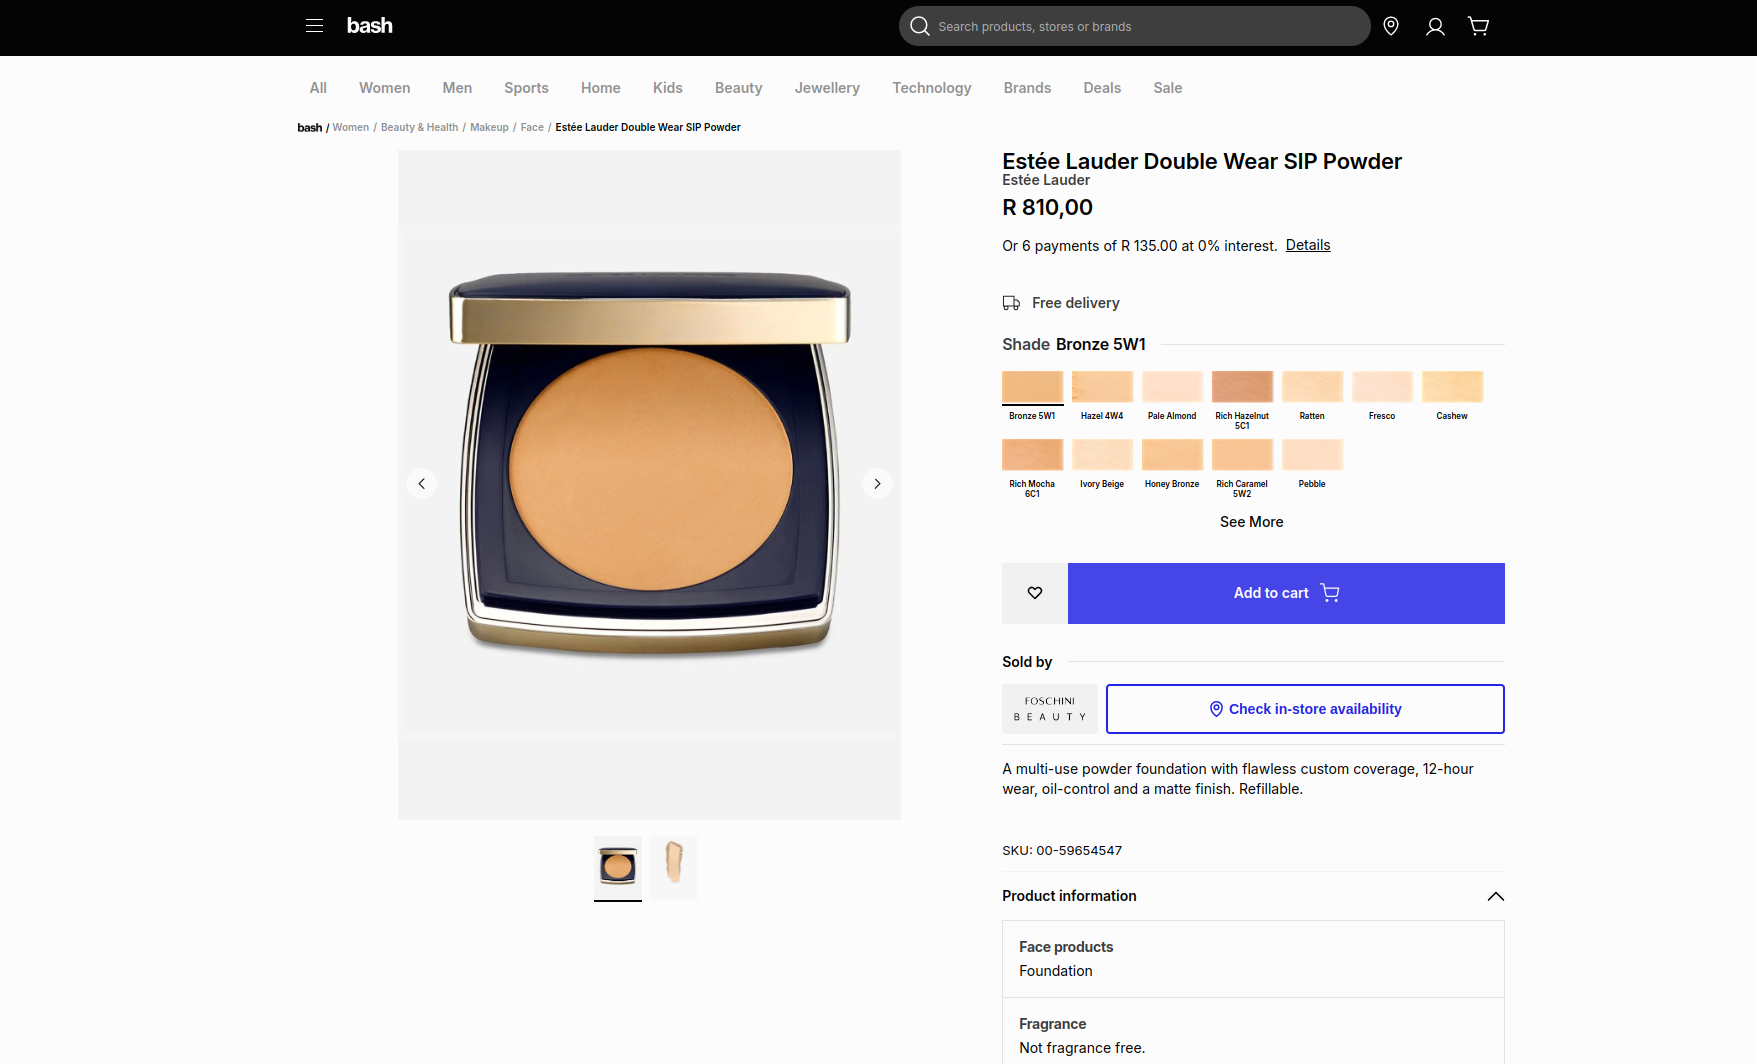 bash
Search products, stores or brands
All Women Men Sports Home Kids Beauty Jewellery Technology Brands Deals Sale
bash / Women / Beauty & Health / Makeup / Face / Estée Lauder Double Wear SIP Powder
Estée Lauder Double Wear SIP Powder
Estée Lauder
R 810,00
Or 6 payments of R 135.00 at 0% interest. Details
Free delivery
Shade Bronze 5W1
Bronze 5W1 Hazel 4W4 Pale Almond Rich Hazelnut 5C1 Ratten Fresco Cashew
Rich Mocha 6C1 Ivory Beige Honey Bronze Rich Caramel 5W2 Pebble
See More
Add to cart
Sold by
FOSCHINI
BEAUTY
Check in-store availability
A multi-use powder foundation with flawless custom coverage, 12-hour
wear, oil-control and a matte finish. Refillable.
SKU: 00-59654547
Product information
Face products
Foundation
Fragrance
Not fragrance free.